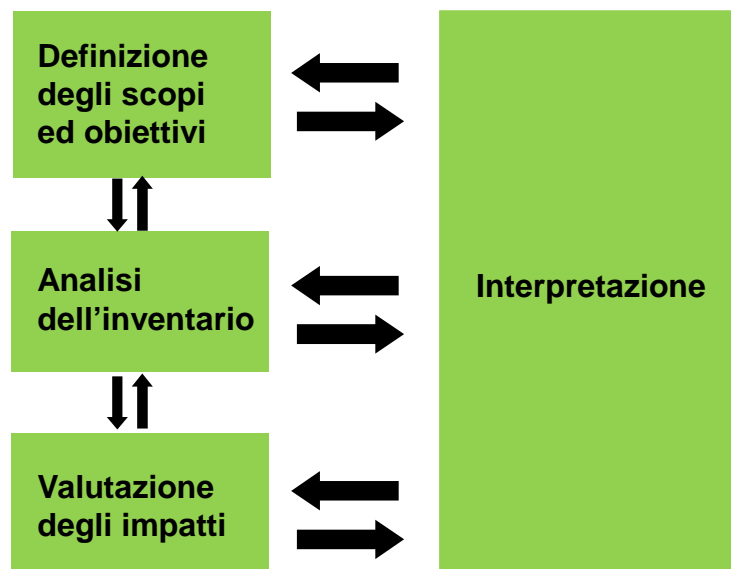 Definizione
degli scopi
ed obiettivi
Analisi
dell’inventario
Interpretazione
Valutazione
degli impatti